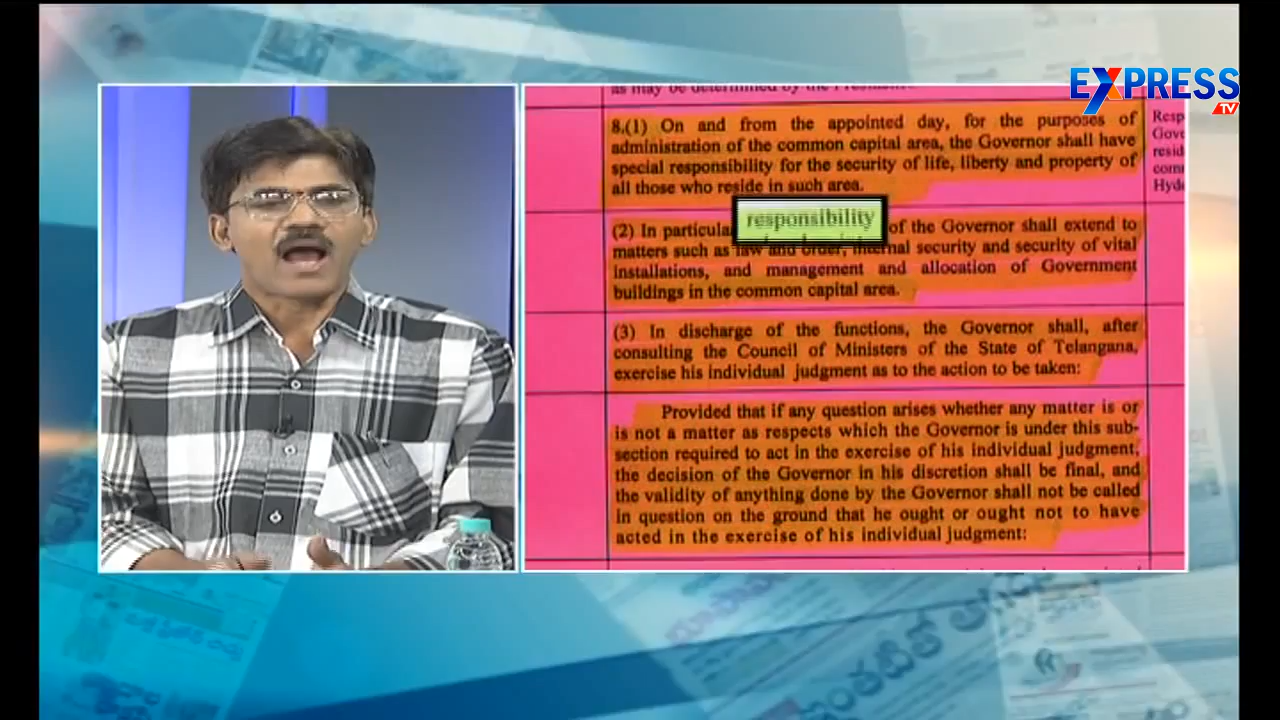 EXPRESS
TV
8.(1) On and from the appointed day, for the purposes of
administration of the common capital area, the Governor shall have
special responsibility for the security of life, liberty and property of
all those who reside in such area.
responsibility
(2) In particular of the Governor shall extend to
matters such as law and order, internal security and security of vital
installations, and management and allocation of Government
buildings in the common capital area.
(3) In discharge of the functions, the Governor shall, after
consulting the Council of Ministers of the State of Telangana,
exercise his individual judgment as to the action to be taken:
Provided that if any question arises whether any matter is or
is not a matter as respects which the Governor is under this sub-
section required to act in the exercise of his individual judgment,
the decision of the Governor in his discretion shall be final, and
the validity of anything done by the Governor shall not be called
in question on the ground that he ought or ought not to have
acted in the exercise of his individual judgment: